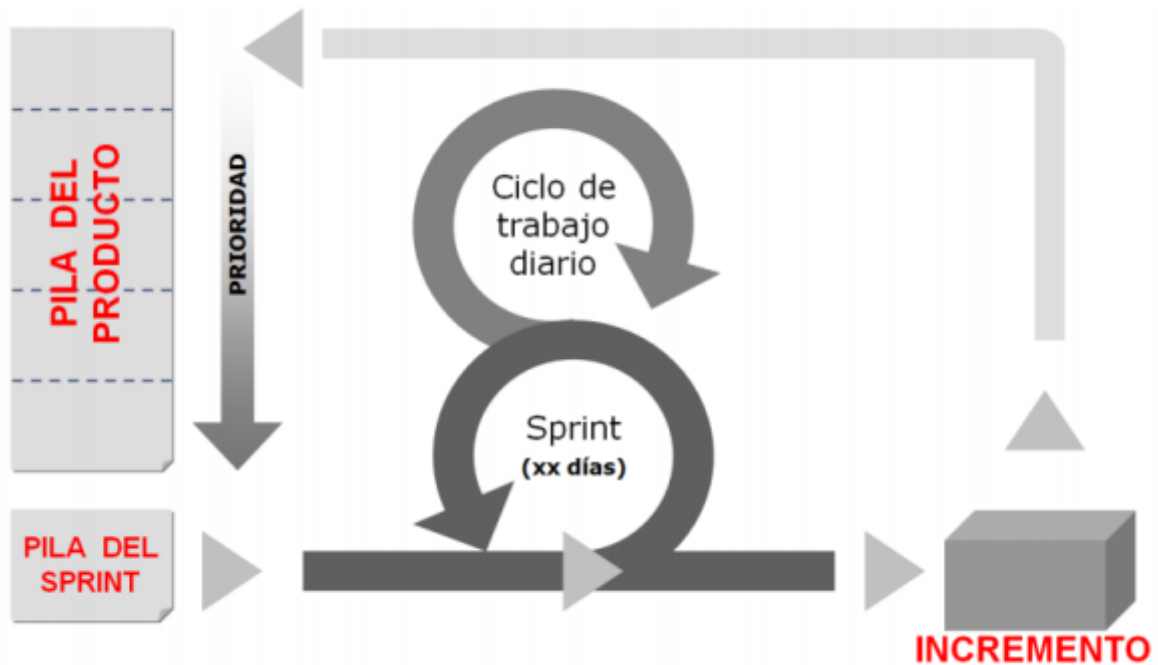 PILA DEL
PRODUCTO
PRIORIDAD
Ciclo de
trabajo
diario
Sprint
(xx días)
PILA DEL
SPRINT
INCREMENTO